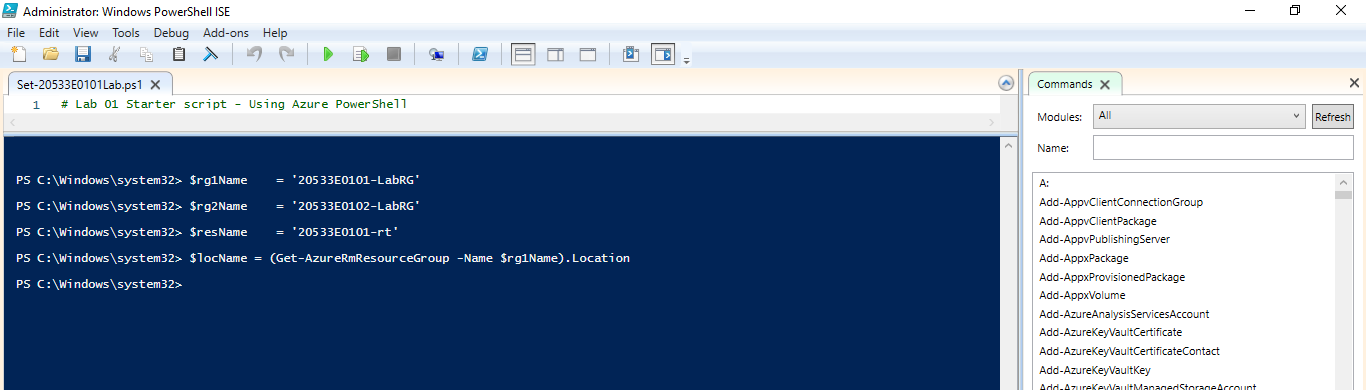 Administrator: Windows PowerShell ISE
File Edit View Tools Debug Add-ons Help
Set-20533E0101Lab.ps1
1 # Lab 01 Starter script - Using Azure PowerShell
PS C:\Windows\system32> $rg1Name    = '20533E0101-LabRG'
PS C:\Windows\system32> $rg2Name    = '20533E0102-LabRG'
PS C:\Windows\system32> $resName    = '20533E0101-rt'
PS C:\Windows\system32> $locName = (Get-AzureRmResourceGroup -Name $rg1Name).Location
PS C:\Windows\system32>
Commands
Modules: All Refresh
Name:
A:
Add-AppvClientConnectionGroup
Add-AppvClientPackage
Add-AppvPublishingServer
Add-AppxPackage
Add-AppxProvisionedPackage
Add-AppxVolume
Add-AzureAnalysisServicesAccount
Add-AzureKeyVaultCertificate
Add-AzureKeyVaultCertificateContact
Add-AzureKeyVaultKey
Add-AzureKeyVaultManagedStorageAccount